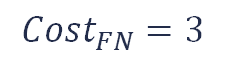 Cost_FN = 3